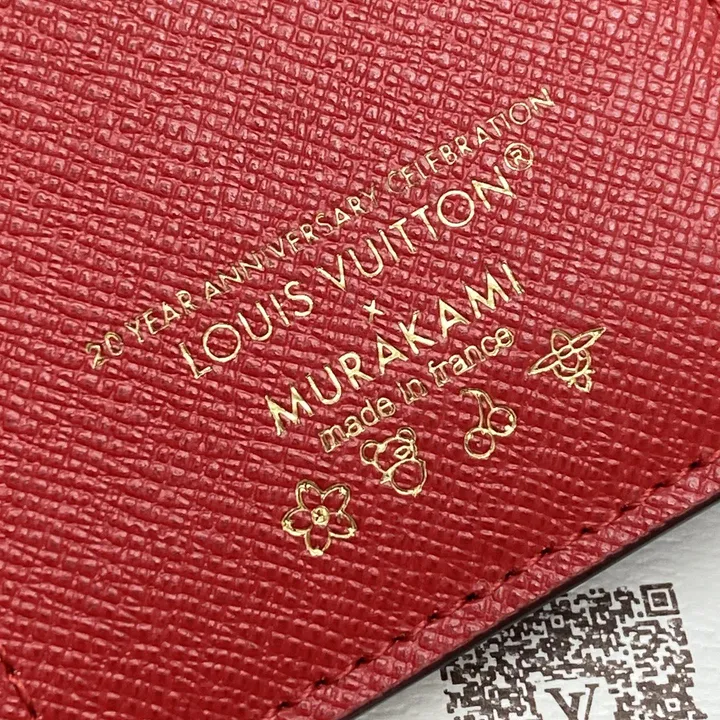 20 YEAR ANNIVERSARY CELEBRATION
LOUIS VUITTON®
×
MURAKAMI
made in france
V